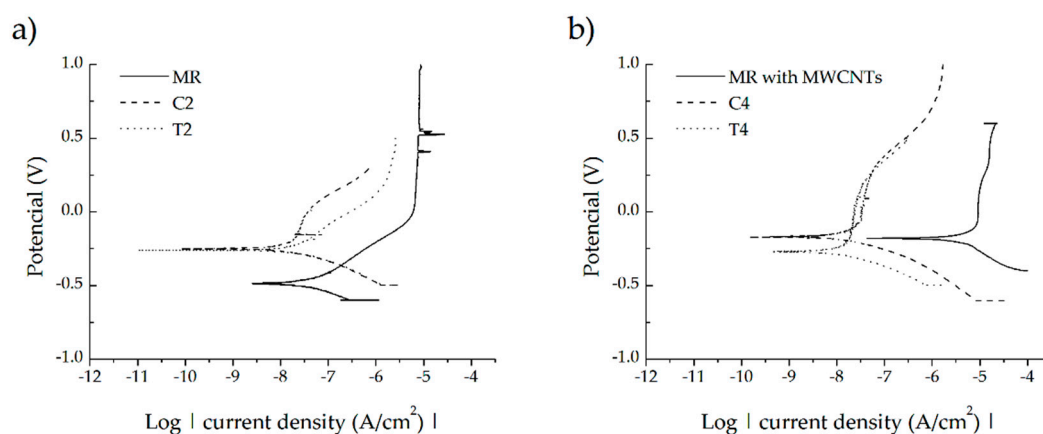 a)
b)
1.0
0.5
0.0
-0.5
-1.0
Potencial (V)
MR
C2
T2
-12 -11 -10 -9 -8 -7 -6 -5 -4
Log | current density (A/cm²) |
1.0
0.5
0.0
-0.5
-1.0
Potencial (V)
MR with MWCNTs
C4
T4
-12 -11 -10 -9 -8 -7 -6 -5 -4
Log | current density (A/cm²) |